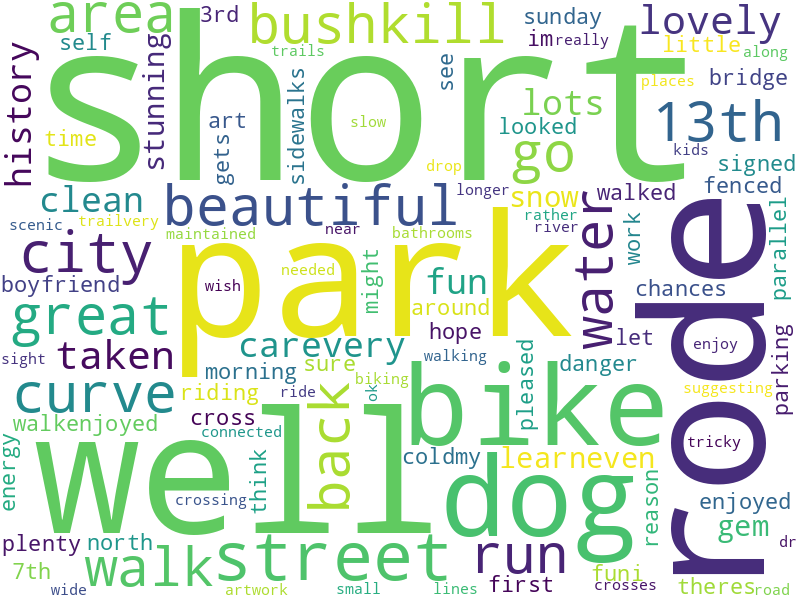 area
3rd
bushkill
sunday
lovely
self
trails
im really
little
along
short
history
stunning
art
gets
sidewalks
see
places
bridge
time
slow
lots
looked
13th
kids
go
drop
signed
clean
beautiful
longer
snow
walked
fenced
scenic
trailvery
maintained
near
bathrooms
rather
river
water
work
parallel
city
park
needed
might
fun
boyfriend
wish
around
chances
rode
great
hope
let
enjoy
parking
taken
carevery
walking
pleased
danger
sight
morning
sure
biking
ok
curve
riding
ride
bike
suggesting
walkenjoyed
cross
connected
back
tricky
energy
well
think
coldmy
learneven
reason
crossing
dog
enjoyed
gem
plenty
north
street
run
dr
7th
walk
first
funi
theres
road
wide
artwork
small
lines
crosses